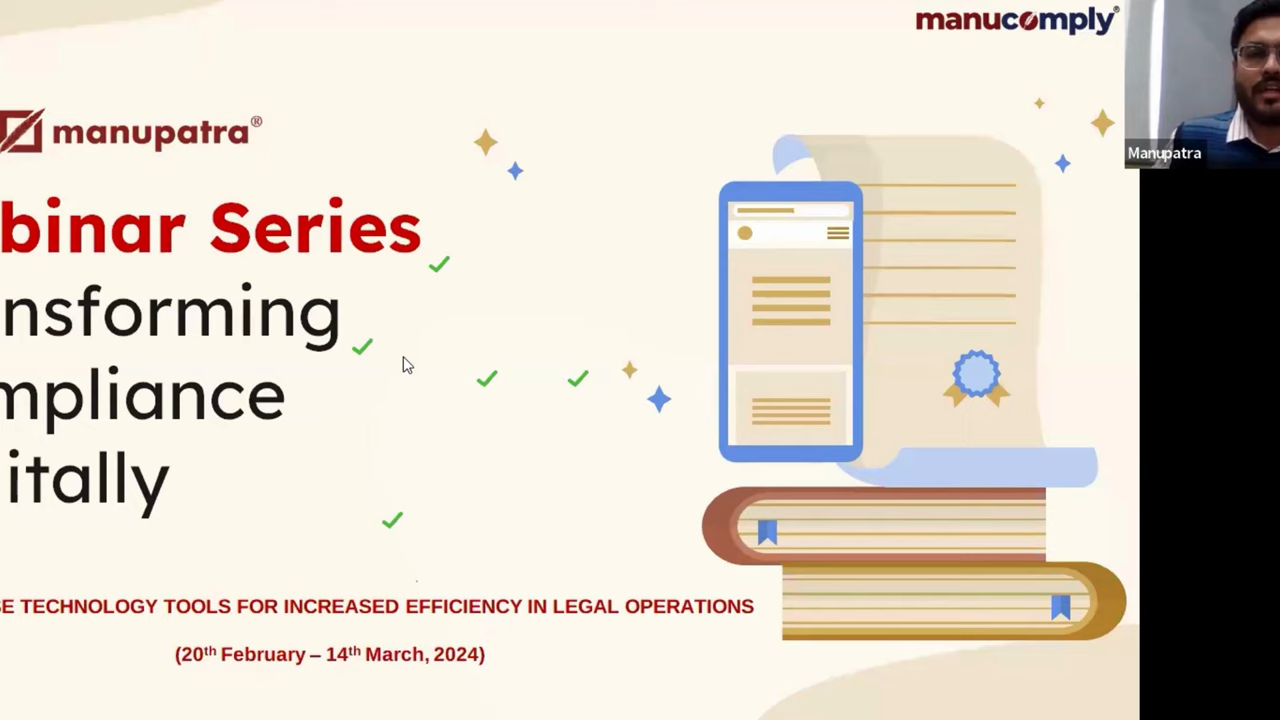 manucomply®
manupatra®
Manupatra
binar Series
nsforming
mpliance
itally
SE TECHNOLOGY TOOLS FOR INCREASED EFFICIENCY IN LEGAL OPERATIONS
(20th February – 14th March, 2024)